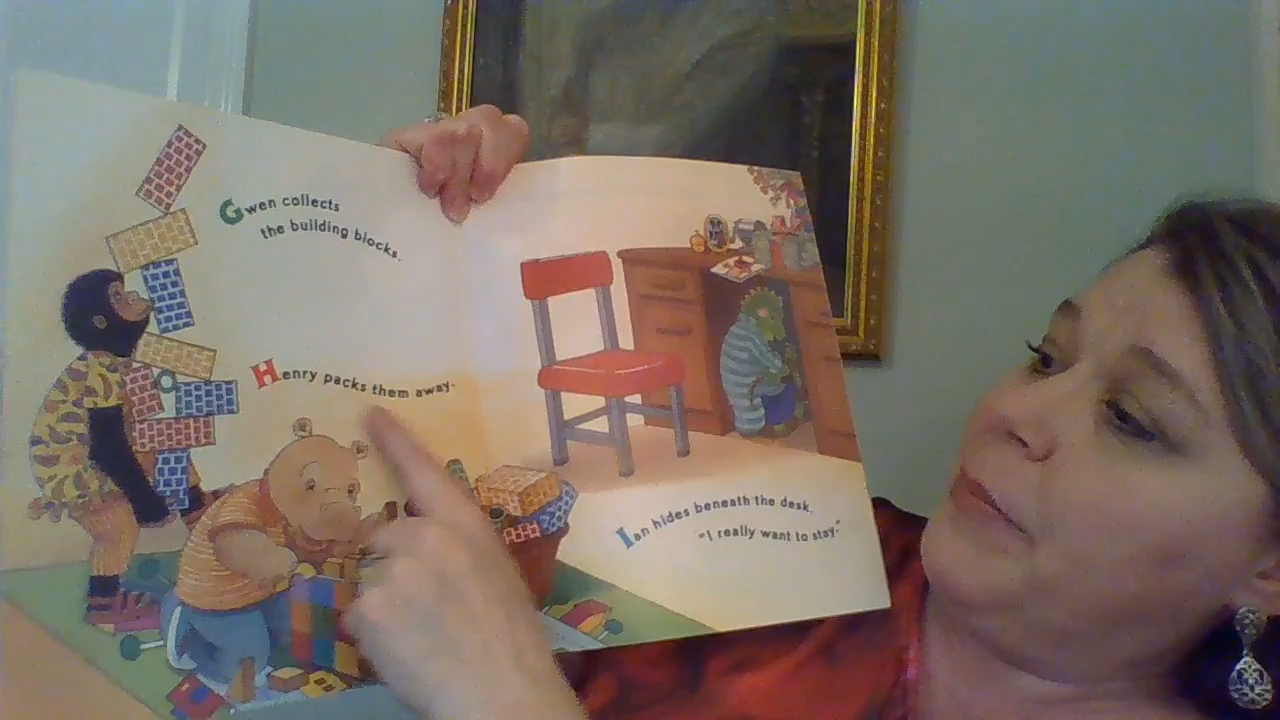 Gwen collects
the building blocks.
Henry packs them away.
Ian hides beneath the desk.
"I really want to stay."